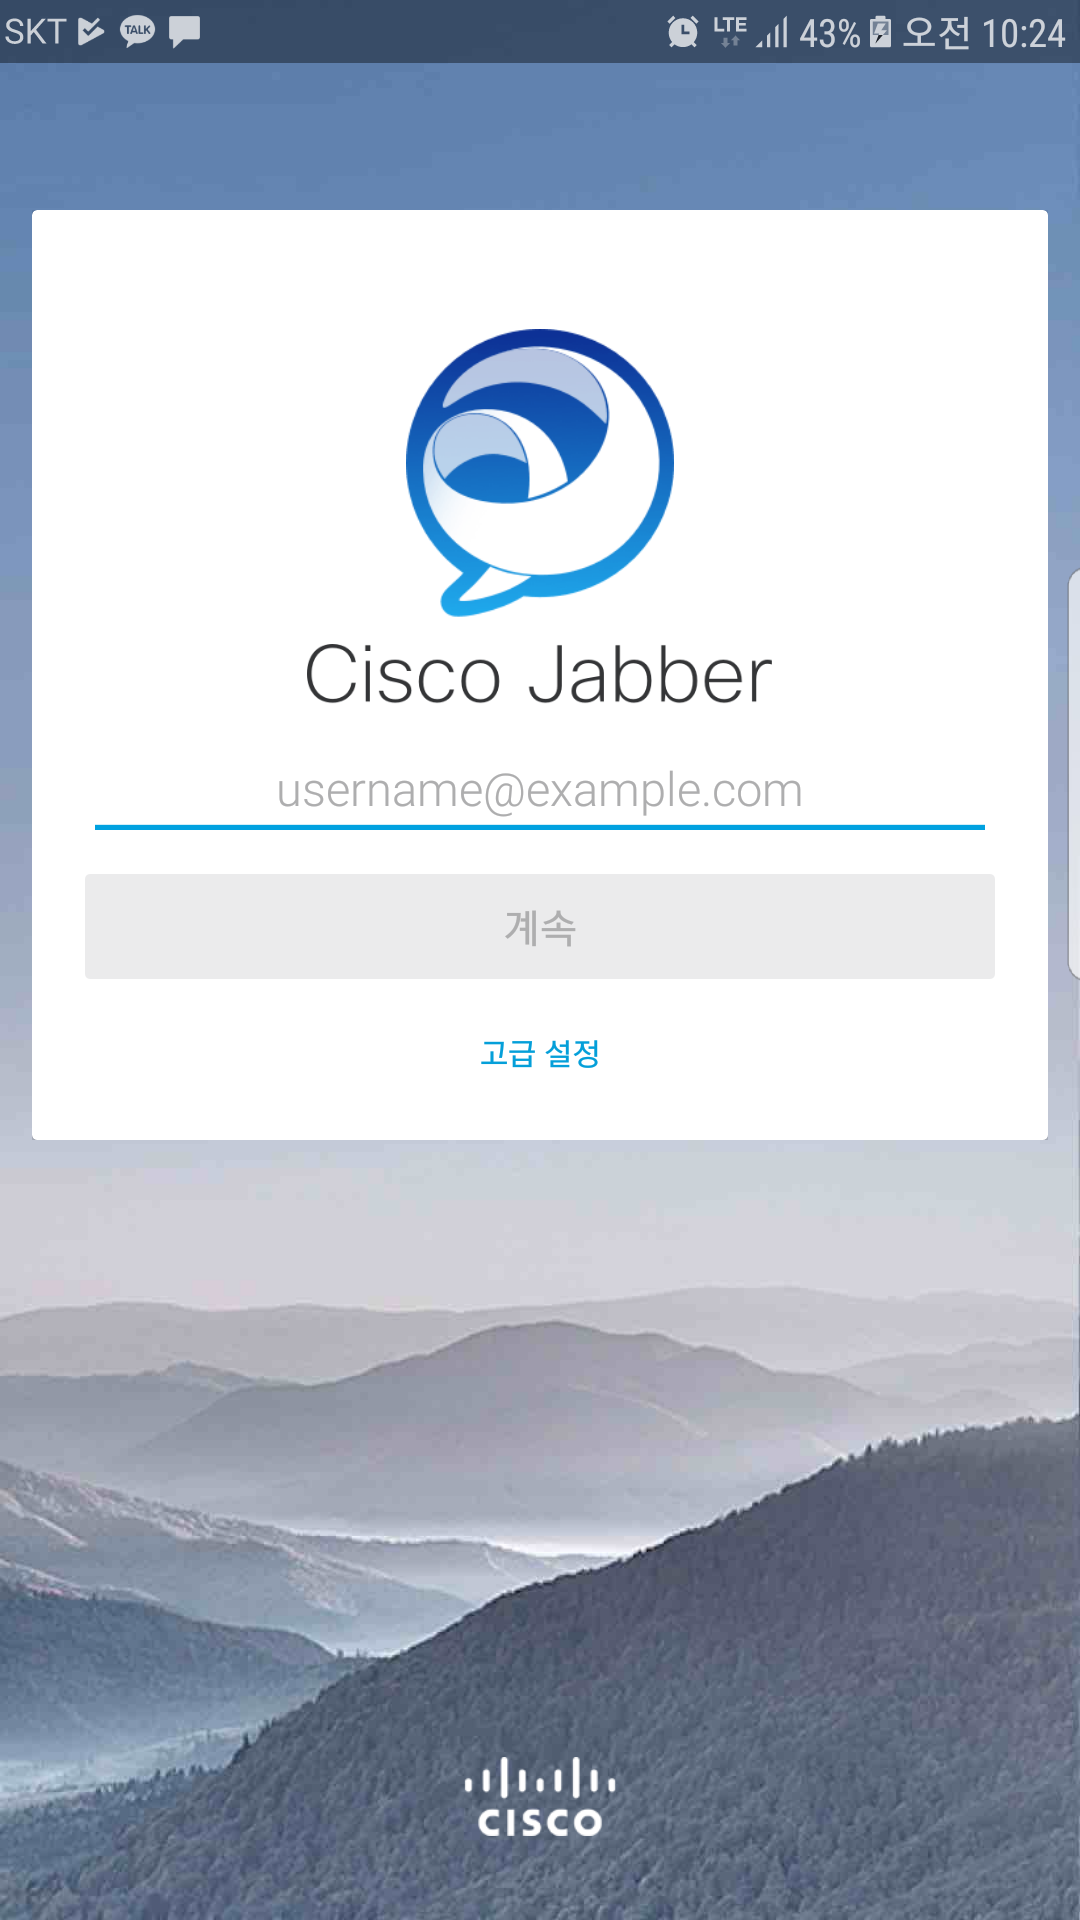 SKT TALK LTE 43% 오전 10:24
Cisco Jabber
username@example.com
계속
고급 설정
CISCO